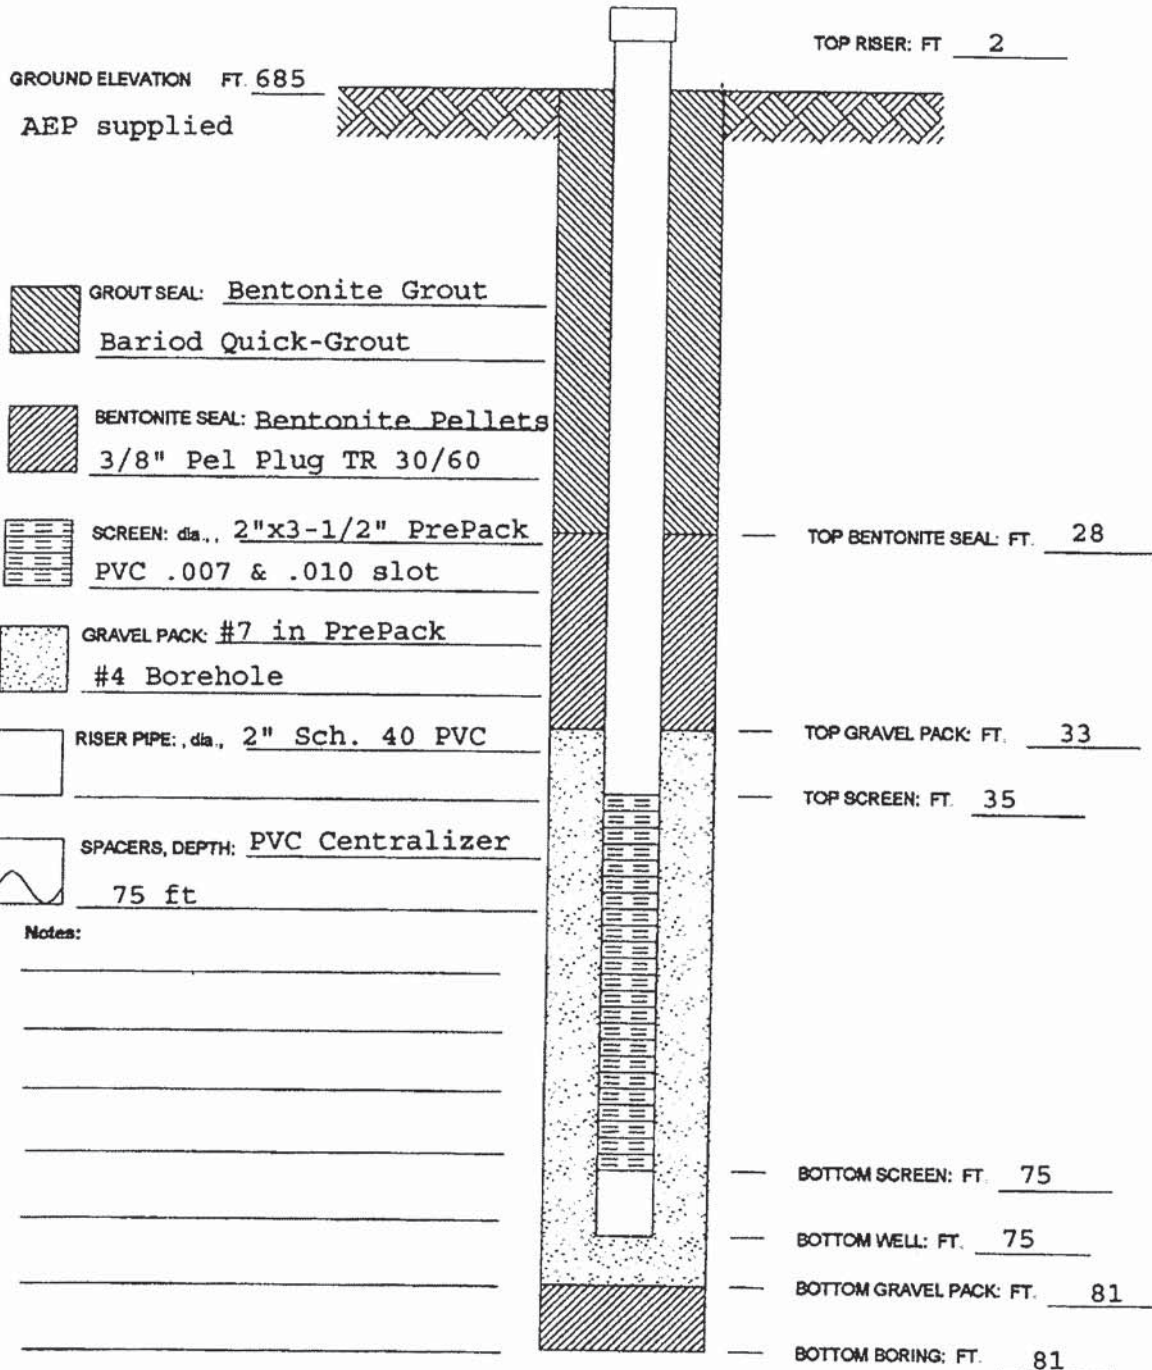 TOP RISER: FT 2
GROUND ELEVATION FT. 685
AEP supplied
GROUT SEAL: Bentonite Grout
Bariod Quick-Grout
BENTONITE SEAL: Bentonite Pellets
3/8" Pel Plug TR 30/60
SCREEN: dia., 2"x3-1/2" PrePack
PVC .007 & .010 slot
TOP BENTONITE SEAL: FT. 28
GRAVEL PACK: #7 in PrePack
#4 Borehole
RISER PIPE: , dia., 2" Sch. 40 PVC
TOP GRAVEL PACK: FT. 33
TOP SCREEN: FT. 35
SPACERS, DEPTH: PVC Centralizer
75 ft
Notes:
BOTTOM SCREEN: FT. 75
BOTTOM WELL: FT. 75
BOTTOM GRAVEL PACK: FT. 81
BOTTOM BORING: FT. 81